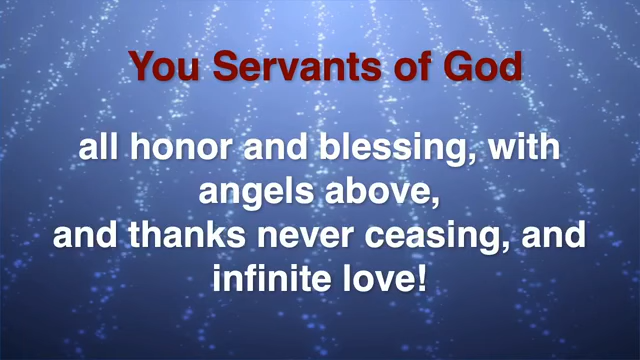 You Servants of God
all honor and blessing, with
angels above,
and thanks never ceasing, and
infinite love!